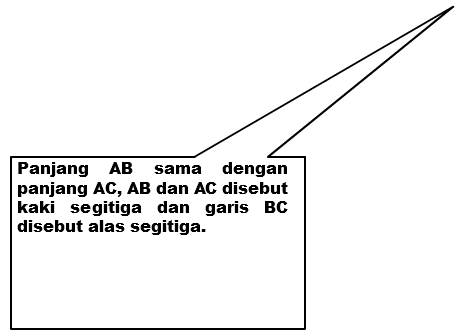 Panjang AB sama dengan
panjang AC, AB dan AC disebut
kaki segitiga dan garis BC
disebut alas segitiga.